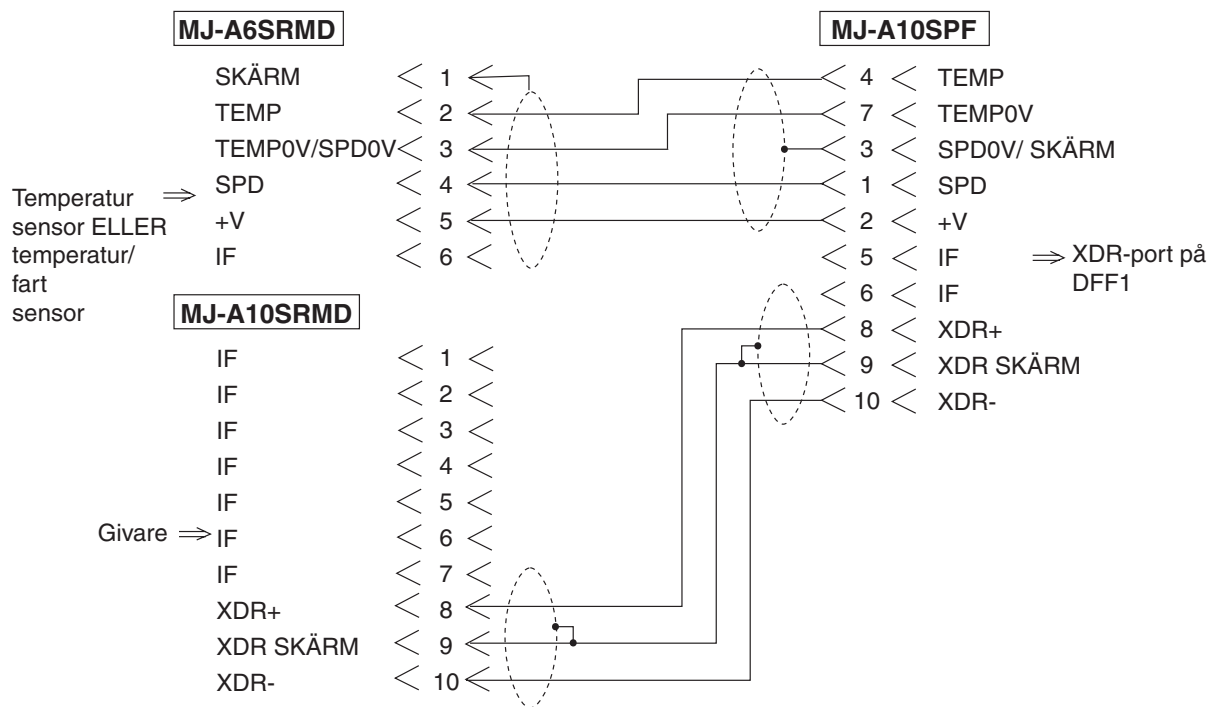 MJ-A6SRMD
SKÄRM 1
TEMP 2
TEMP0V/SPD0V 3
SPD 4
+V 5
IF 6
Temperatur
sensor ELLER
temperatur/
fart
sensor
MJ-A10SRMD
IF 1
IF 2
IF 3
IF 4
IF 5
IF 6
IF 7
XDR+ 8
XDR SKÄRM 9
XDR- 10
Givare
MJ-A10SPF
4 TEMP
7 TEMP0V
3 SPD0V/ SKÄRM
1 SPD
2 +V
5 IF
6 IF
8 XDR+
9 XDR SKÄRM
10 XDR-
XDR-port på
DFF1